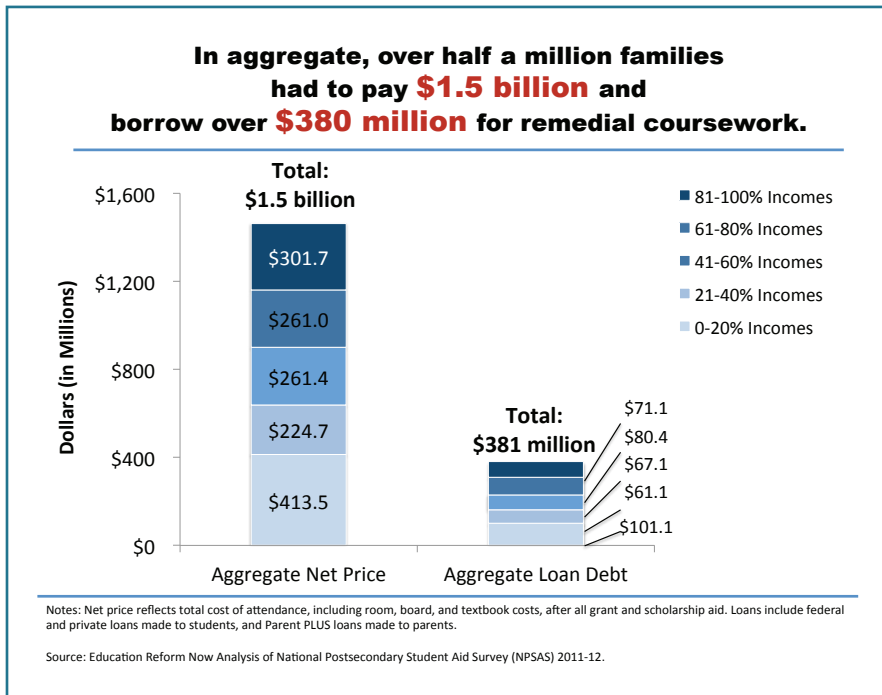 In aggregate, over half a million families
had to pay $1.5 billion and
borrow over $380 million for remedial coursework.
Total:
$1.5 billion
$1,600
$1,200
$800
$400
$0
Dollars (in Millions)
$301.7
$261.0
$261.4
$224.7
$413.5
Total:
$381 million
$71.1
$80.4
$67.1
$61.1
$101.1
81-100% Incomes
61-80% Incomes
41-60% Incomes
21-40% Incomes
0-20% Incomes
Aggregate Net Price
Aggregate Loan Debt
Notes: Net price reflects total cost of attendance, including room, board, and textbook costs, after all grant and scholarship aid. Loans include federal
and private loans made to students, and Parent PLUS loans made to parents.
Source: Education Reform Now Analysis of National Postsecondary Student Aid Survey (NPSAS) 2011-12.